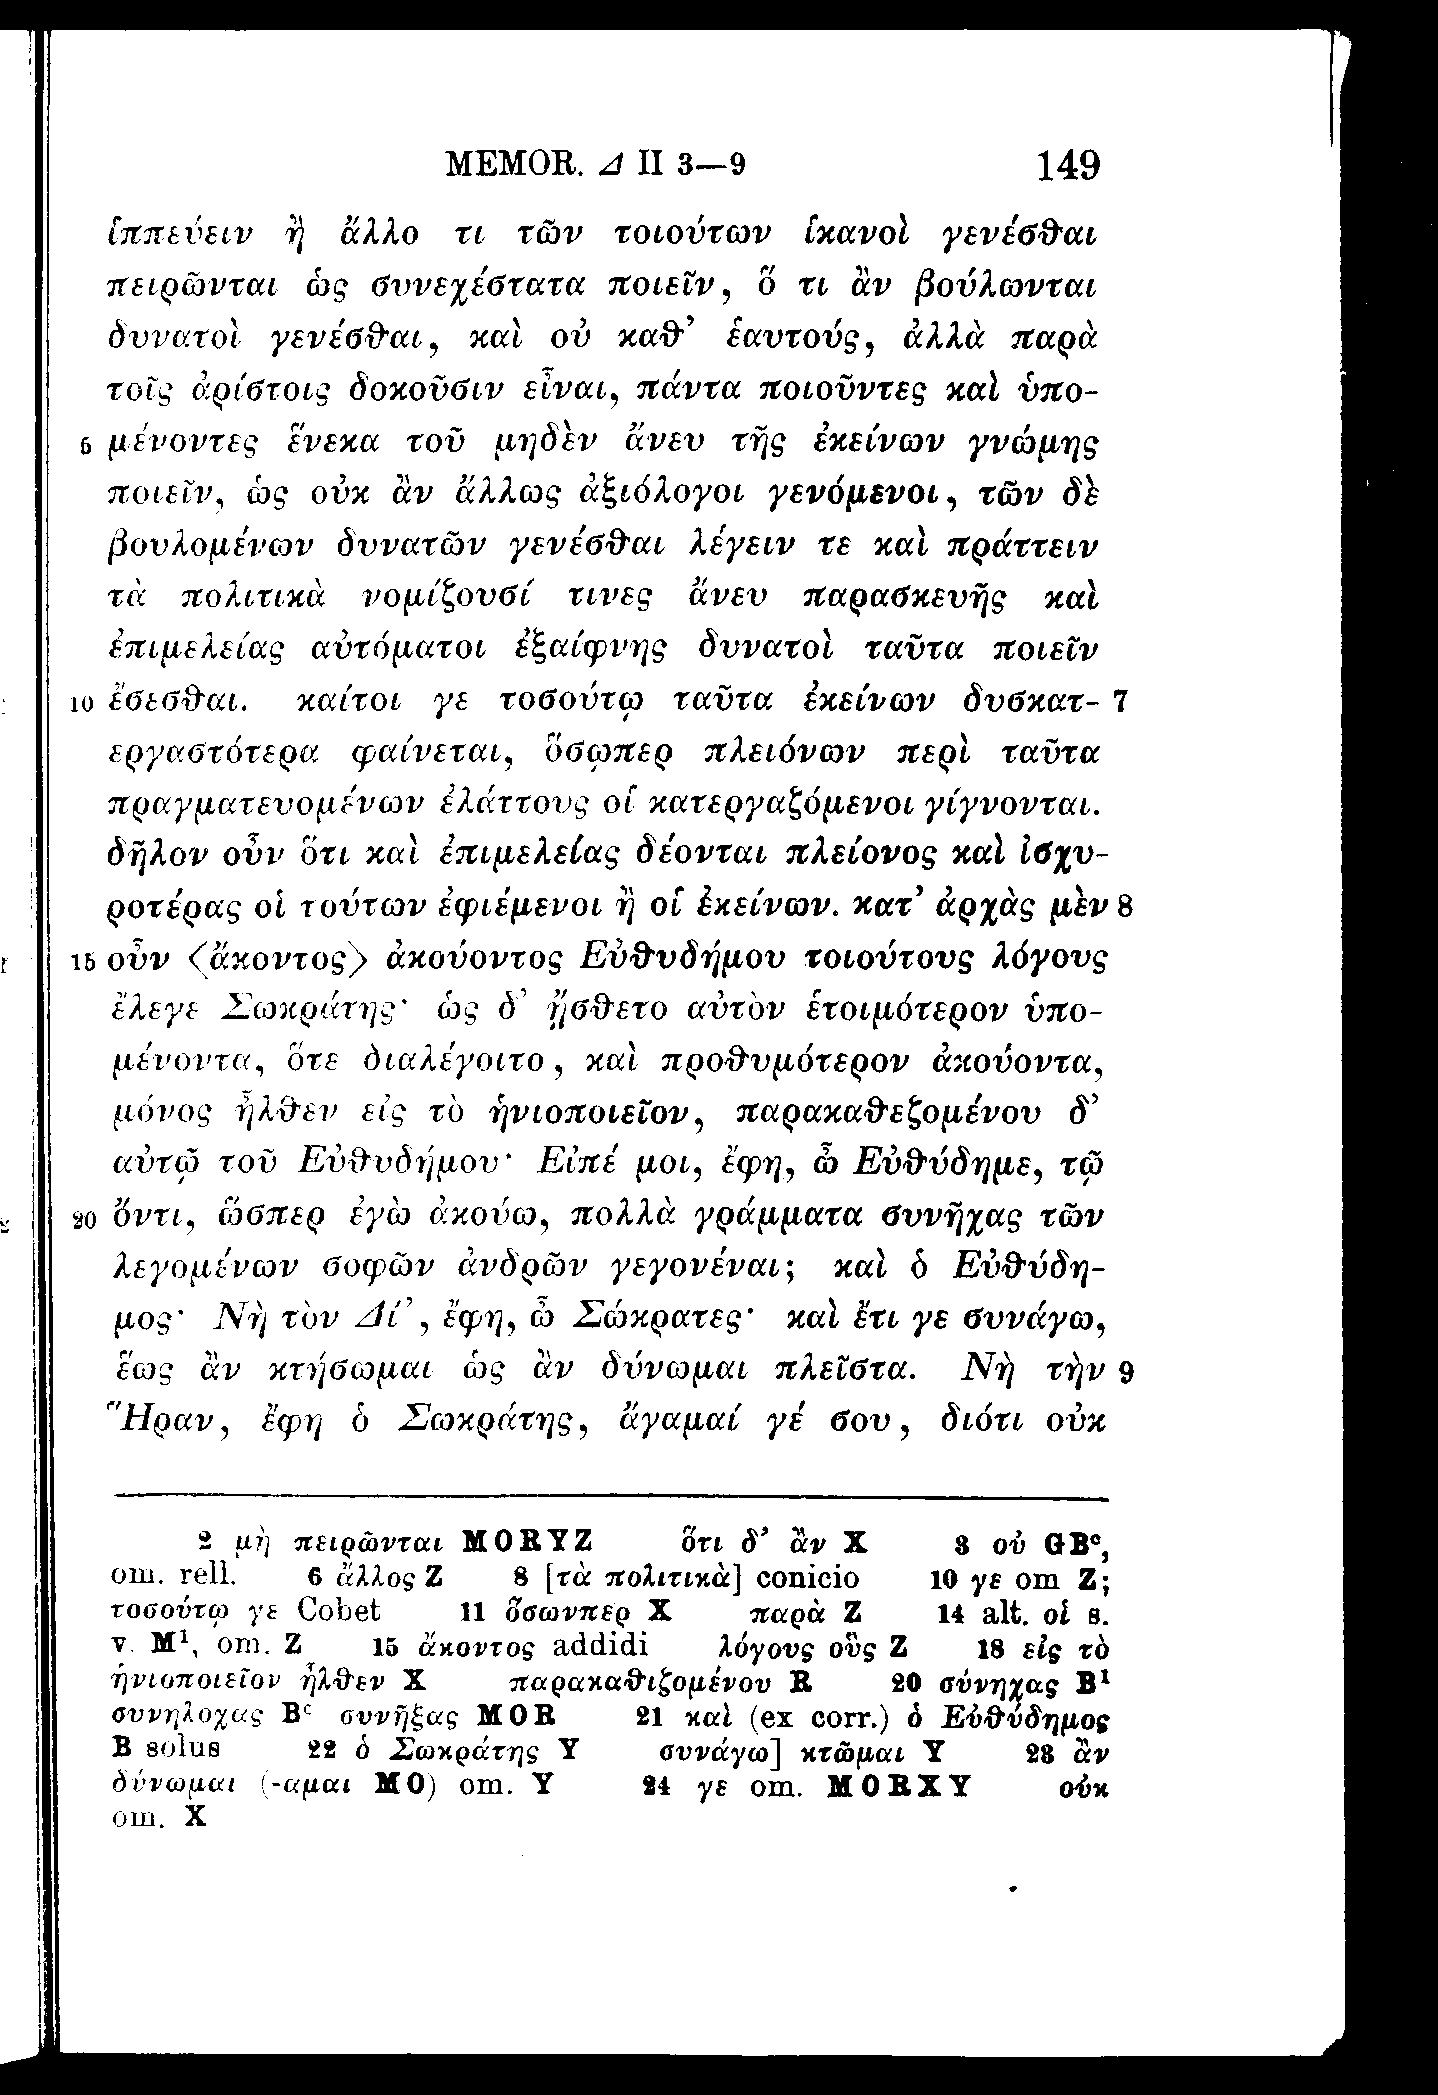 MEMOR. Δ II 3—9 149
ἱππεύειν ἢ ἄλλο τι τῶν τοιούτων ἱκανοὶ γενέσθαι
πειρῶνται ὡς συνεχέστατα ποιεῖν, ὅ τι ἂν βούλωνται
δυνατοὶ γενέσθαι, καὶ οὐ καθ’ ἑαυτούς, ἀλλὰ παρὰ
τοῖς ἀρίστοις δοκοῦσιν εἶναι, πάντα ποιοῦντες καὶ ὑπο-
5 μένοντες ἕνεκα τοῦ μηδὲν ἄνευ τῆς ἐκείνων γνώμης
ποιεῖν, ὡς οὐκ ἂν ἄλλως ἀξιόλογοι γενόμενοι, τῶν δὲ
βουλομένων δυνατῶν γενέσθαι λέγειν τε καὶ πράττειν
τὰ πολιτικὰ νομίζουσί τινες ἄνευ παρασκευῆς καὶ
ἐπιμελείας αὐτόματοι ἐξαίφνης δυνατοὶ ταῦτα ποιεῖν
10 ἔσεσθαι. καίτοι γε τοσούτῳ ταῦτα ἐκείνων δυσκατ- 7
εργαστότερα φαίνεται, ὅσῳπερ πλειόνων περὶ ταῦτα
πραγματευομένων ἐλάττους οἱ κατεργαζόμενοι γίγνονται.
δῆλον οὖν ὅτι καὶ ἐπιμελείας δέονται πλείονος καὶ ἰσχυ-
ροτέρας οἱ τούτων ἐφιέμενοι ἢ οἱ ἐκείνων. κατ’ ἀρχὰς μὲν 8
15 οὖν ⟨ἄκοντος⟩ ἀκούοντος Εὐθυδήμου τοιούτους λόγους
ἔλεγε Σωκράτης· ὡς δ’ ᾔσθετο αὐτὸν ἑτοιμότερον ὑπο-
μένοντα, ὅτε διαλέγοιτο, καὶ προθυμότερον ἀκούοντα,
μόνος ἦλθεν εἰς τὸ ἡνιοποιεῖον, παρακαθεζομένου δ’
αὐτῷ τοῦ Εὐθυδήμου· Εἰπέ μοι, ἔφη, ὦ Εὐθύδημε, τῷ
20 ὄντι, ὥσπερ ἐγὼ ἀκούω, πολλὰ γράμματα συνῆχας τῶν
λεγομένων σοφῶν ἀνδρῶν γεγονέναι; καὶ ὁ Εὐθύδη-
μος· Νὴ τὸν Δί’, ἔφη, ὦ Σώκρατες· καὶ ἔτι γε συνάγω,
ἕως ἂν κτήσωμαι ὡς ἂν δύνωμαι πλεῖστα. Νὴ τὴν 9
Ἥραν, ἔφη ὁ Σωκράτης, ἄγαμαί γέ σου, διότι οὐκ
2 μὴ πειρῶνται MORYZ ὅτι δ’ ἂν X 3 οὐ GBᶜ,
om. rell. 6 ἄλλος Z 8 [τὰ πολιτικὰ] conicio 10 γε om Z;
τοσούτῳ γε Cobet 11 ὅσωνπερ X παρὰ Z 14 alt. οἱ s.
v. M¹, om. Z 15 ἄκοντος addidi λόγους οὓς Z 18 εἰς τὸ
ἡνιοποιεῖον ἦλθεν X παρακαθιζομένου R 20 σύνηχας B¹
συνηλοχας Bᶜ συνῆξας MOR 21 καὶ (ex corr.) ὁ Εὐθύδημος
B solus 22 ὁ Σωκράτης Y συνάγω] κτῶμαι Y 23 ἂν
δύνωμαι (-αμαι MO) om. Y 24 γε om. MORXY οὐκ
om. X